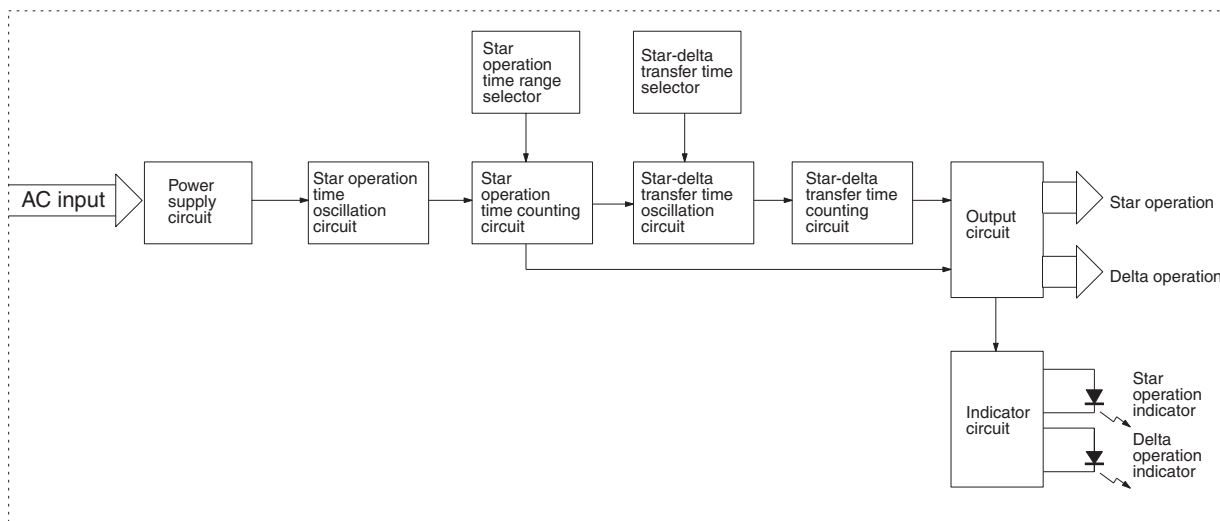 Star
operation
time range
selector
Star-delta
transfer time
selector
AC input
Power
supply
circuit
Star operation
time
oscillation
circuit
Star
operation
time counting
circuit
Star-delta
transfer time
oscillation
circuit
Star-delta
transfer time
counting
circuit
Output
circuit
Star operation
Delta operation
Indicator
circuit
Star
operation
indicator
Delta
operation
indicator